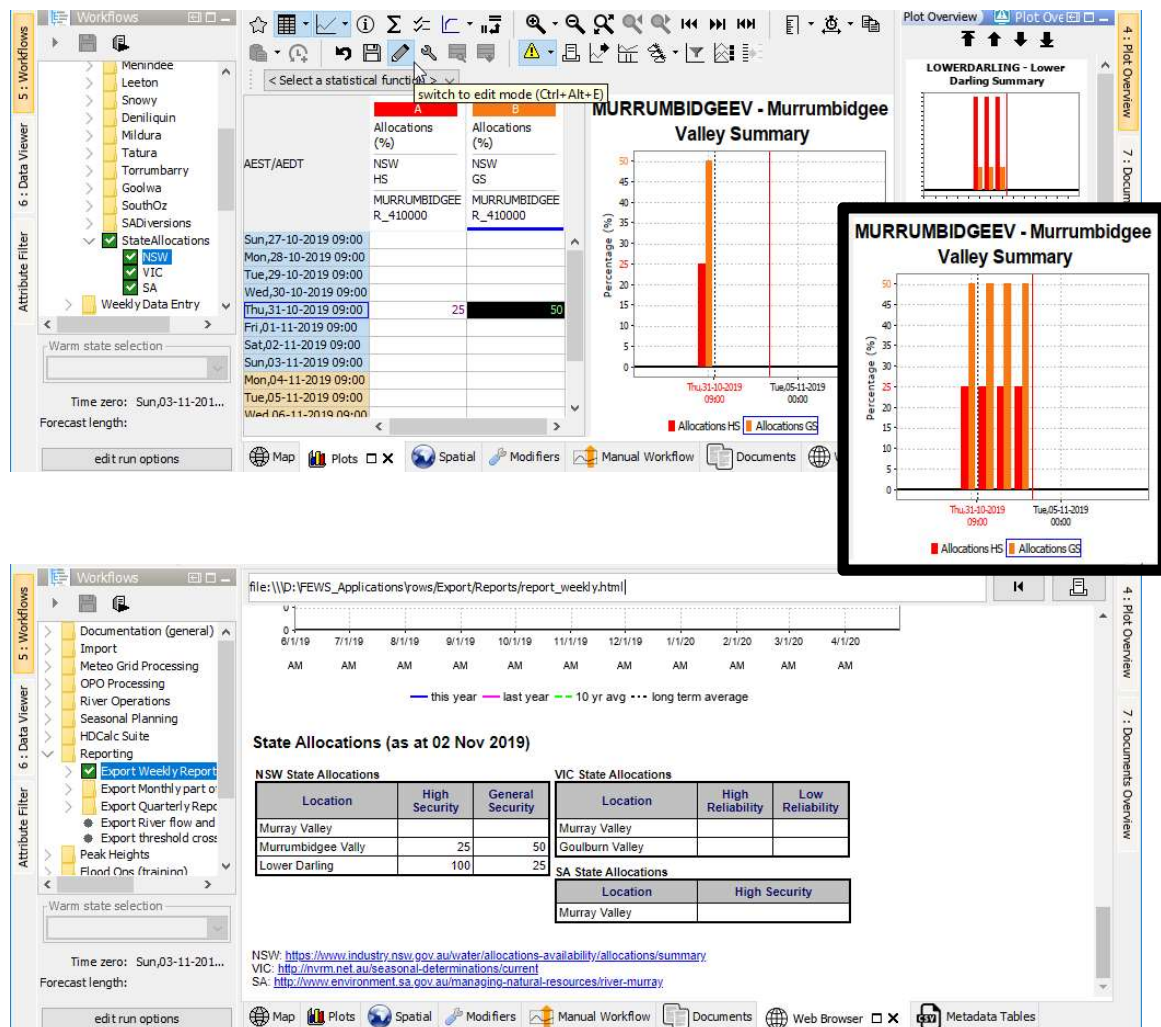 Workflows
5 : Workflows
6 : Data Viewer
Attribute Filter
Menindee
Leeton
Snowy
Deniliquin
Mildura
Tatura
Torrumbarry
Goolwa
SouthOz
SADiversions
StateAllocations
NSW
VIC
SA
Weekly Data Entry
Warm state selection
Time zero: Sun,03-11-201...
Forecast length:
edit run options
< Select a statistical function >
switch to edit mode (Ctrl+Alt+E)
A B
AEST/AEDT
Allocations (%) Allocations (%)
NSW HS NSW GS
MURRUMBIDGEE R_410000 MURRUMBIDGEE R_410000
Sun,27-10-2019 09:00
Mon,28-10-2019 09:00
Tue,29-10-2019 09:00
Wed,30-10-2019 09:00
Thu,31-10-2019 09:00 25 50
Fri,01-11-2019 09:00
Sat,02-11-2019 09:00
Sun,03-11-2019 09:00
Mon,04-11-2019 09:00
Tue,05-11-2019 09:00
Wed,06-11-2019 09:00
MURRUMBIDGEEV - Murrumbidgee
Valley Summary
Percentage (%)
50
45
40
35
30
25
20
15
10
5
0
Thu,31-10-2019 Tue,05-11-2019
09:00 00:00
Allocations HS Allocations GS
Plot Overview Plot Ove
LOWERDARLING - Lower
Darling Summary
4 : Plot Overview
7 : Docum
Map Plots Spatial Modifiers Manual Workflow Documents
MURRUMBIDGEEV - Murrumbidgee
Valley Summary
Percentage (%)
50
45
40
35
30
25
20
15
10
5
0
Thu,31-10-2019 Tue,05-11-2019
09:00 00:00
Allocations HS Allocations GS
Workflows
5 : Workflows
6 : Data Viewer
Attribute Filter
Documentation (general)
Import
Meteo Grid Processing
OPO Processing
River Operations
Seasonal Planning
HDCalc Suite
Reporting
Export Weekly Report
Export Monthly part o
Export Quarterly Repo
Export River flow and
Export threshold cross
Peak Heights
Flood Ops (training)
Warm state selection
Time zero: Sun,03-11-201...
Forecast length:
edit run options
file:\\\D:\FEWS_Applications\rows/Export/Reports/report_weekly.html
0
0
6/1/19 7/1/19 8/1/19 9/1/19 10/1/19 11/1/19 12/1/19 1/1/20 2/1/20 3/1/20 4/1/20
AM AM AM AM AM AM AM AM AM AM AM
this year last year 10 yr avg long term average
State Allocations (as at 02 Nov 2019)
NSW State Allocations
Location High Security General Security
Murray Valley
Murrumbidgee Vally 25 50
Lower Darling 100 25
VIC State Allocations
Location High Reliability Low Reliability
Murray Valley
Goulburn Valley
SA State Allocations
Location High Security
Murray Valley
NSW: https://www.industry.nsw.gov.au/water/allocations-availability/allocations/summary
VIC: http://nvrm.net.au/seasonal-determinations/current
SA: http://www.environment.sa.gov.au/managing-natural-resources/river-murray
4 : Plot Overview
7 : Documents Overview
Map Plots Spatial Modifiers Manual Workflow Documents Web Browser CSV Metadata Tables